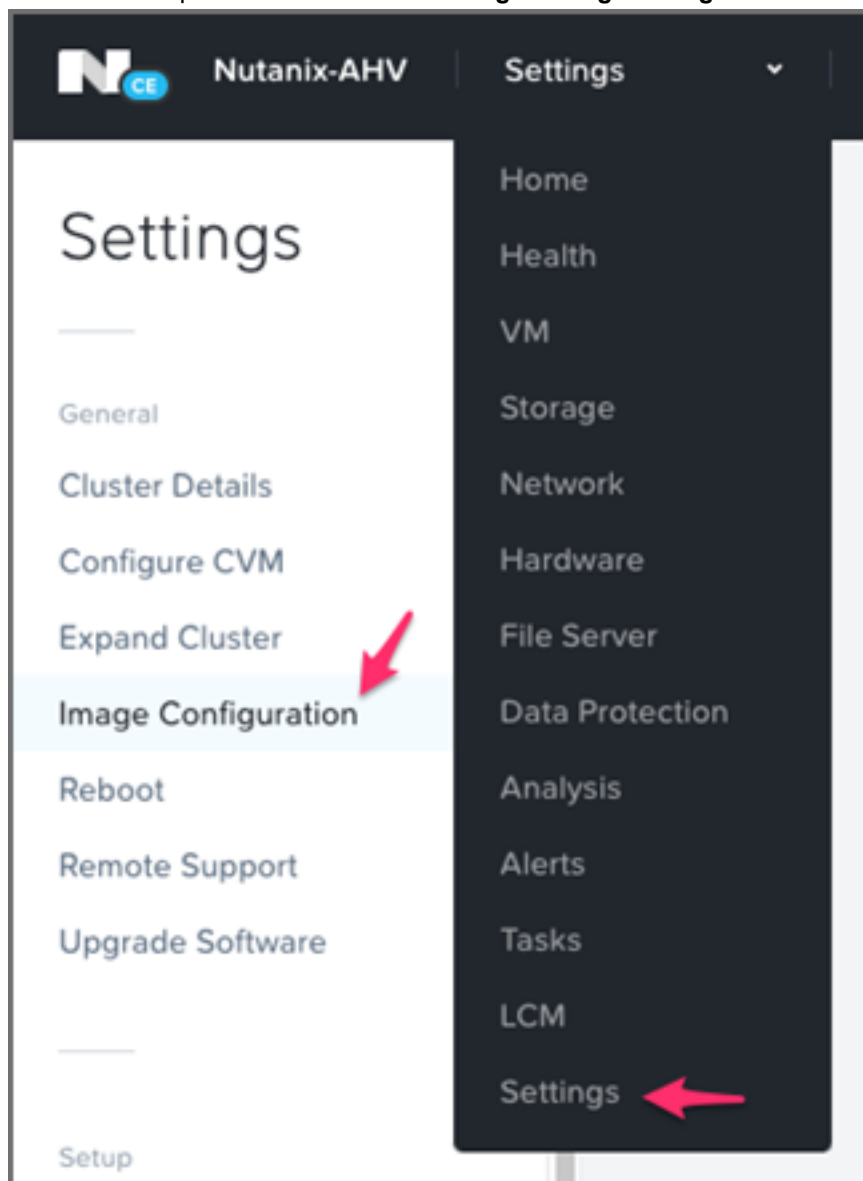 N CE Nutanix-AHV Settings
Settings
General
Cluster Details
Configure CVM
Expand Cluster
Image Configuration
Reboot
Remote Support
Upgrade Software
Setup
Home
Health
VM
Storage
Network
Hardware
File Server
Data Protection
Analysis
Alerts
Tasks
LCM
Settings